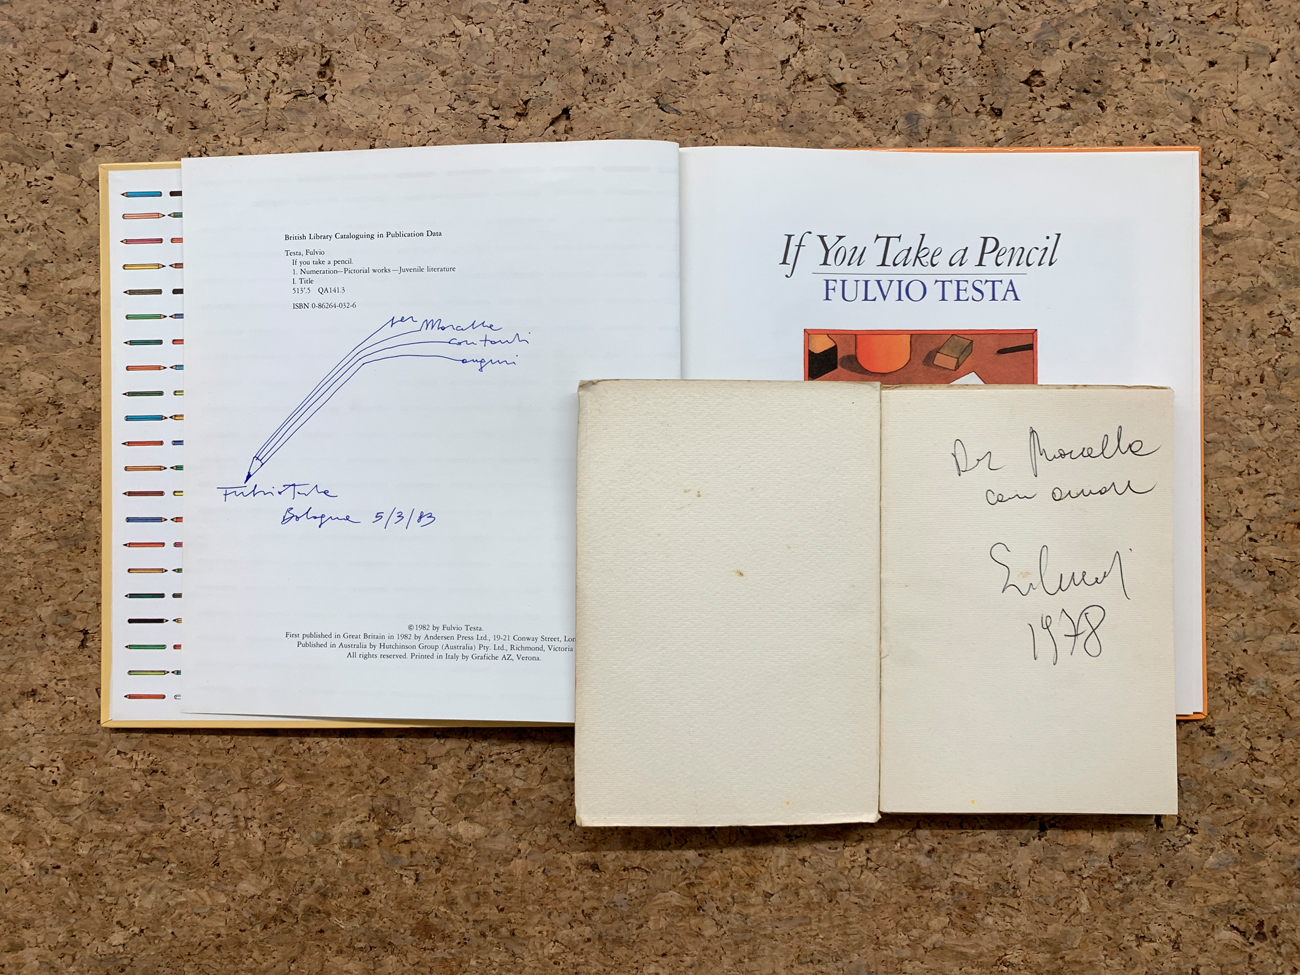 British Library Cataloguing in Publication Data
Testa, Fulvio
If you take a pencil.
1. Numeration—Pictorial works—Juvenile literature
I. Title
513'.5 QA141.3
ISBN 0-86264-032-6
per Marcella
con tanti
auguri
Fulvio Testa
Bologna 5/3/83
©1982 by Fulvio Testa.
First published in Great Britain in 1982 by Andersen Press Ltd., 19-21 Conway Street, Lon
Published in Australia by Hutchinson Group (Australia) Pty. Ltd., Richmond, Victoria
All rights reserved. Printed in Italy by Grafiche AZ, Verona.
If You Take a Pencil
FULVIO TESTA
Per Marcella
con amore
1978